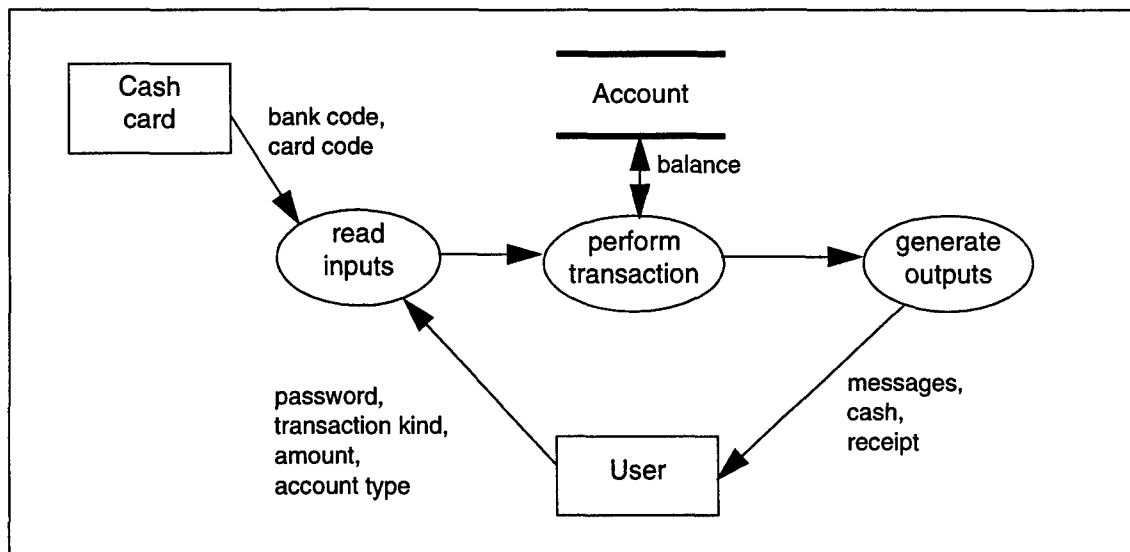 Cash
card
bank code,
card code
Account
balance
read
inputs
perform
transaction
generate
outputs
password,
transaction kind,
amount,
account type
User
messages,
cash,
receipt